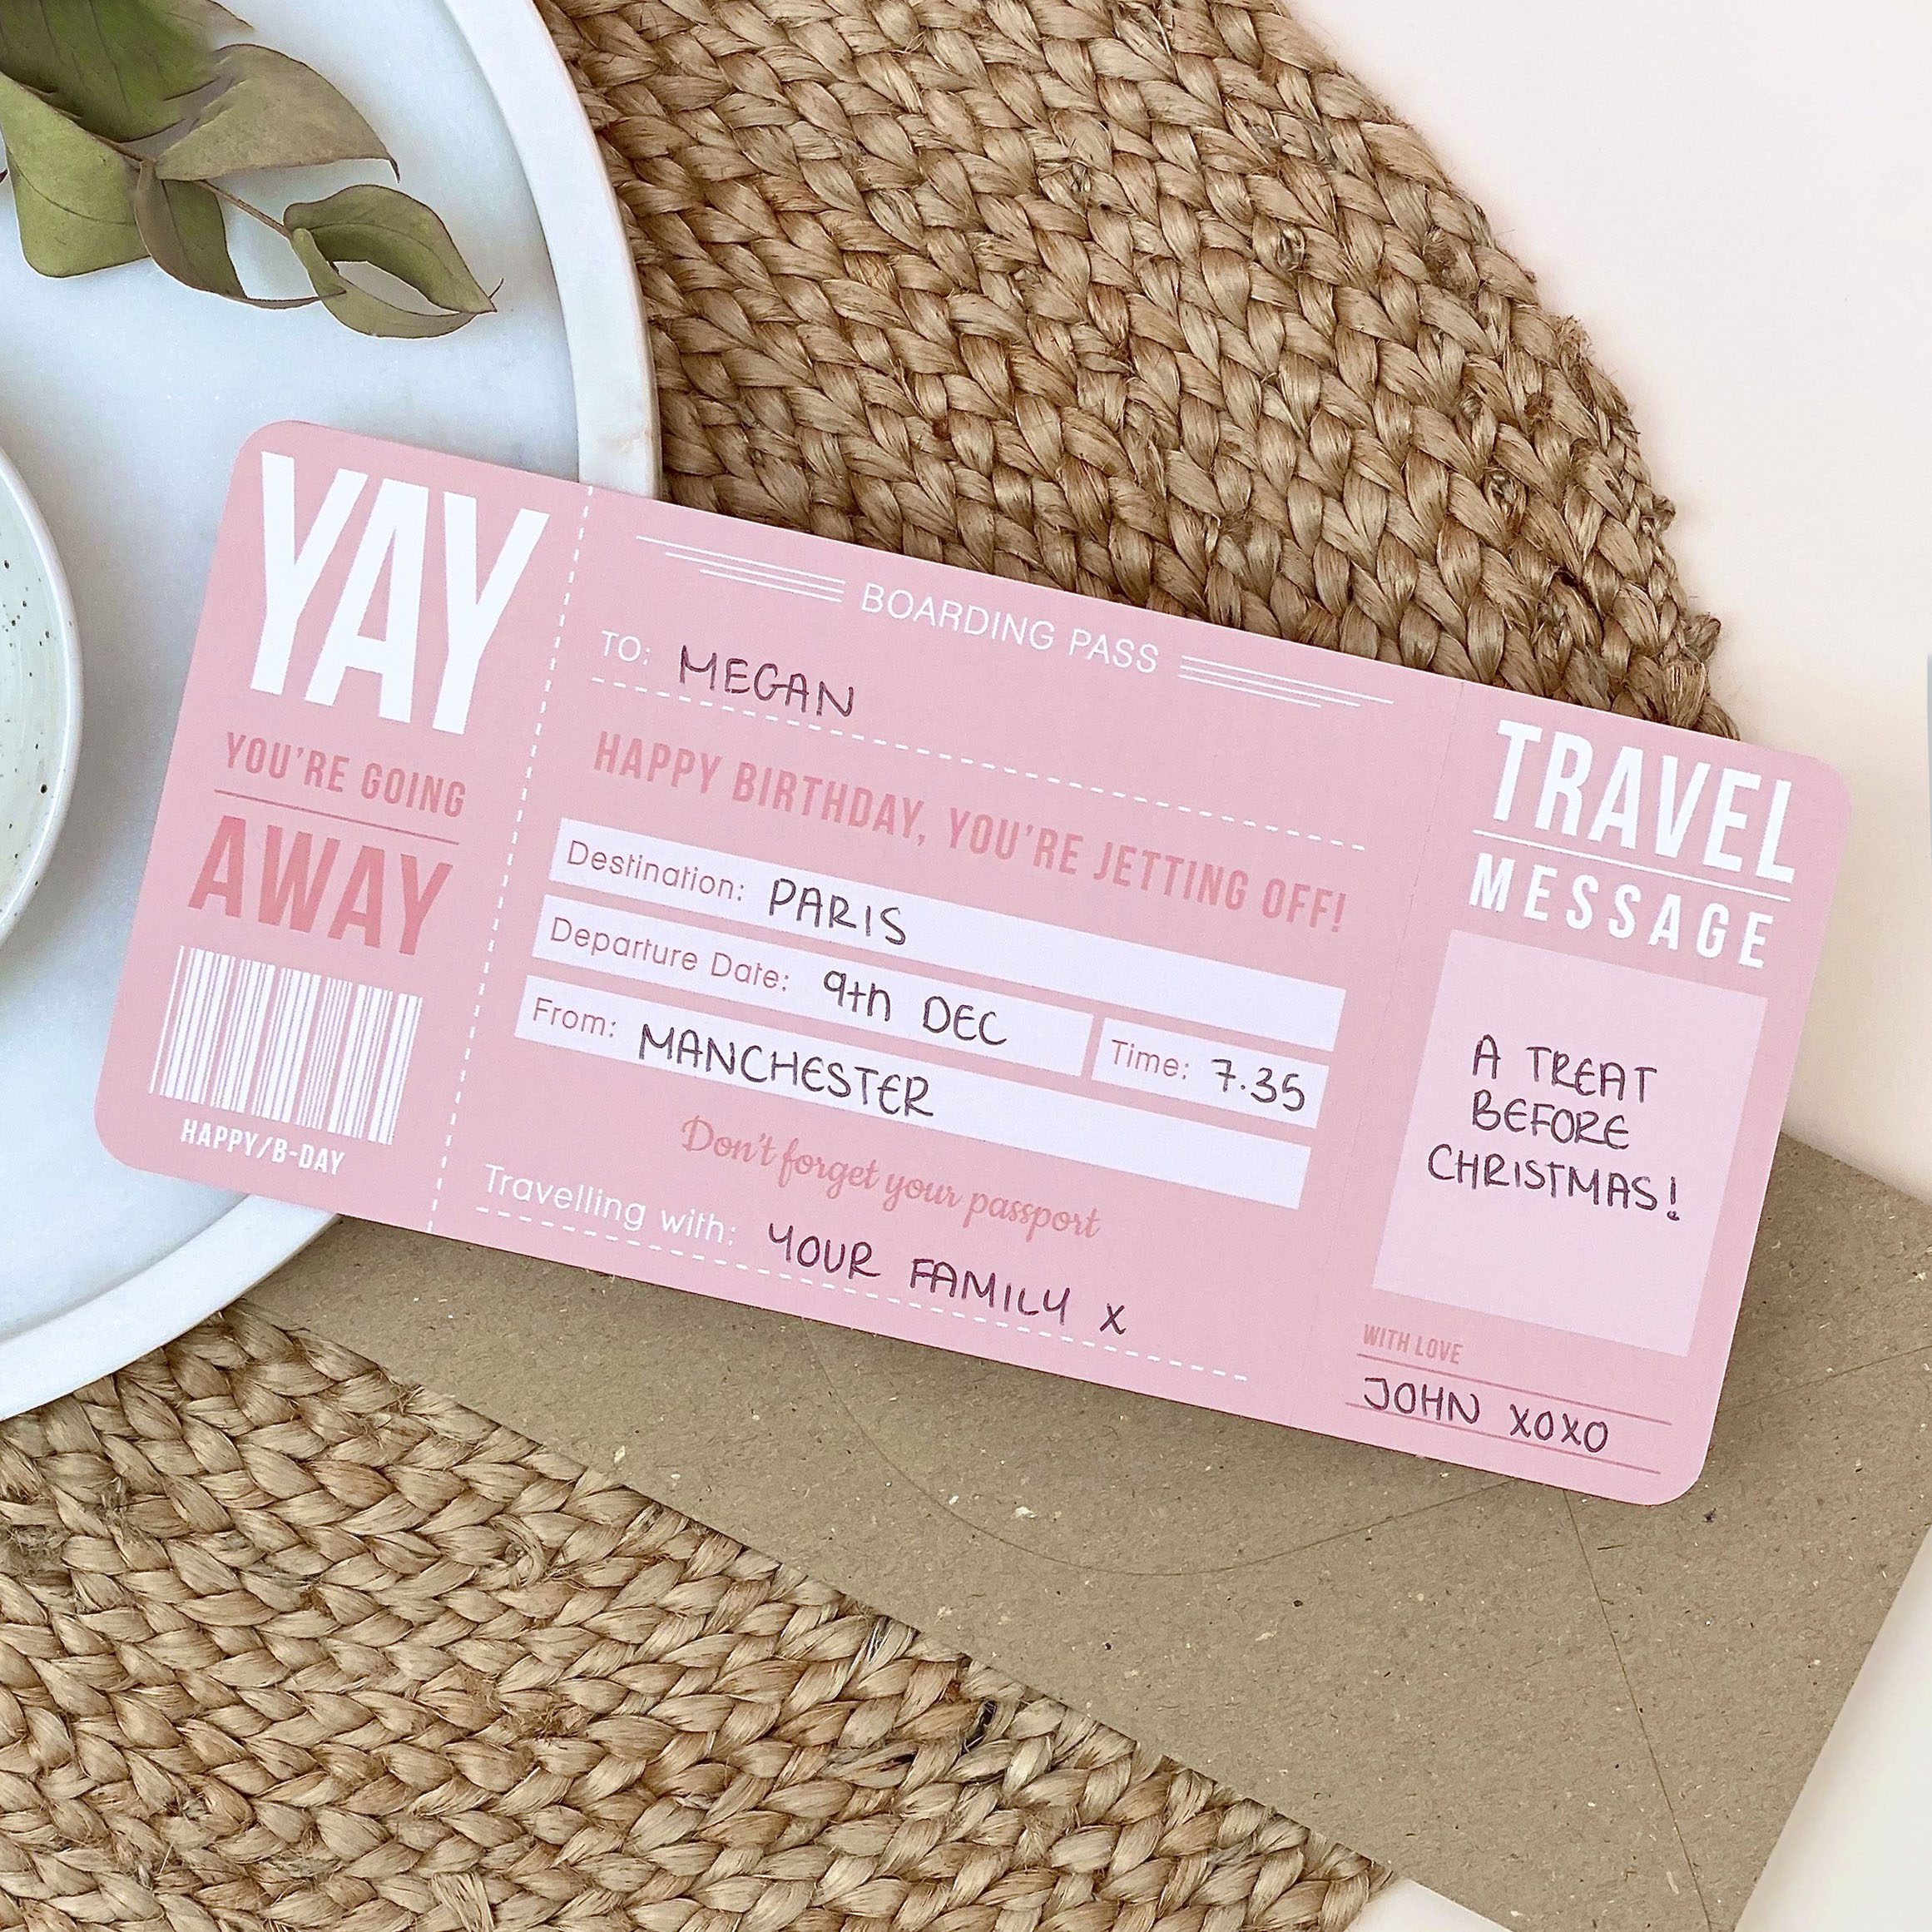 YAY
YOU'RE GOING
AWAY
HAPPY/B-DAY
BOARDING PASS
TO: MEGAN
HAPPY BIRTHDAY, YOU'RE JETTING OFF!
Destination: PARIS
Departure Date: 9th DEC Time: 7.35
From: MANCHESTER
Don't forget your passport
Travelling with: YOUR FAMILY x
TRAVEL
MESSAGE
A TREAT
BEFORE
CHRISTMAS!
WITH LOVE
JOHN XOXO